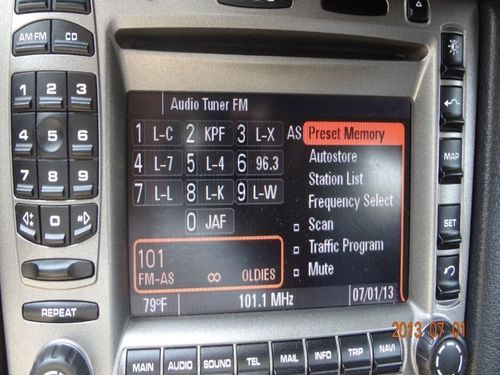 AM FM CD
1 2 3
4 5 6
7 8 9
0
REPEAT
Audio Tuner FM
1 L-C 2 KPF 3 L-X AS Preset Memory
4 L-7 5 L-4 6 96.3 Autostore
7 L-L 8 L-K 9 L-W Station List
Frequency Select
0 JAF Scan
Traffic Program
Mute
101
FM-AS ∞ OLDIES
79°F 101.1 MHz 07/01/13
MAP
SET
MAIN AUDIO SOUND TEL MAIL INFO TRIP NAVI
2013 07 01